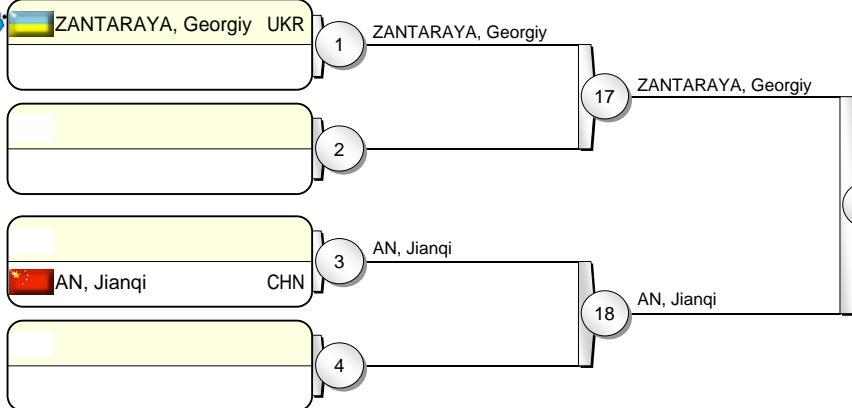 ZANTARAYA, Georgiy UKR
1
ZANTARAYA, Georgiy
17
ZANTARAYA, Georgiy
2
3
AN, Jianqi
AN, Jianqi CHN
18
AN, Jianqi
4